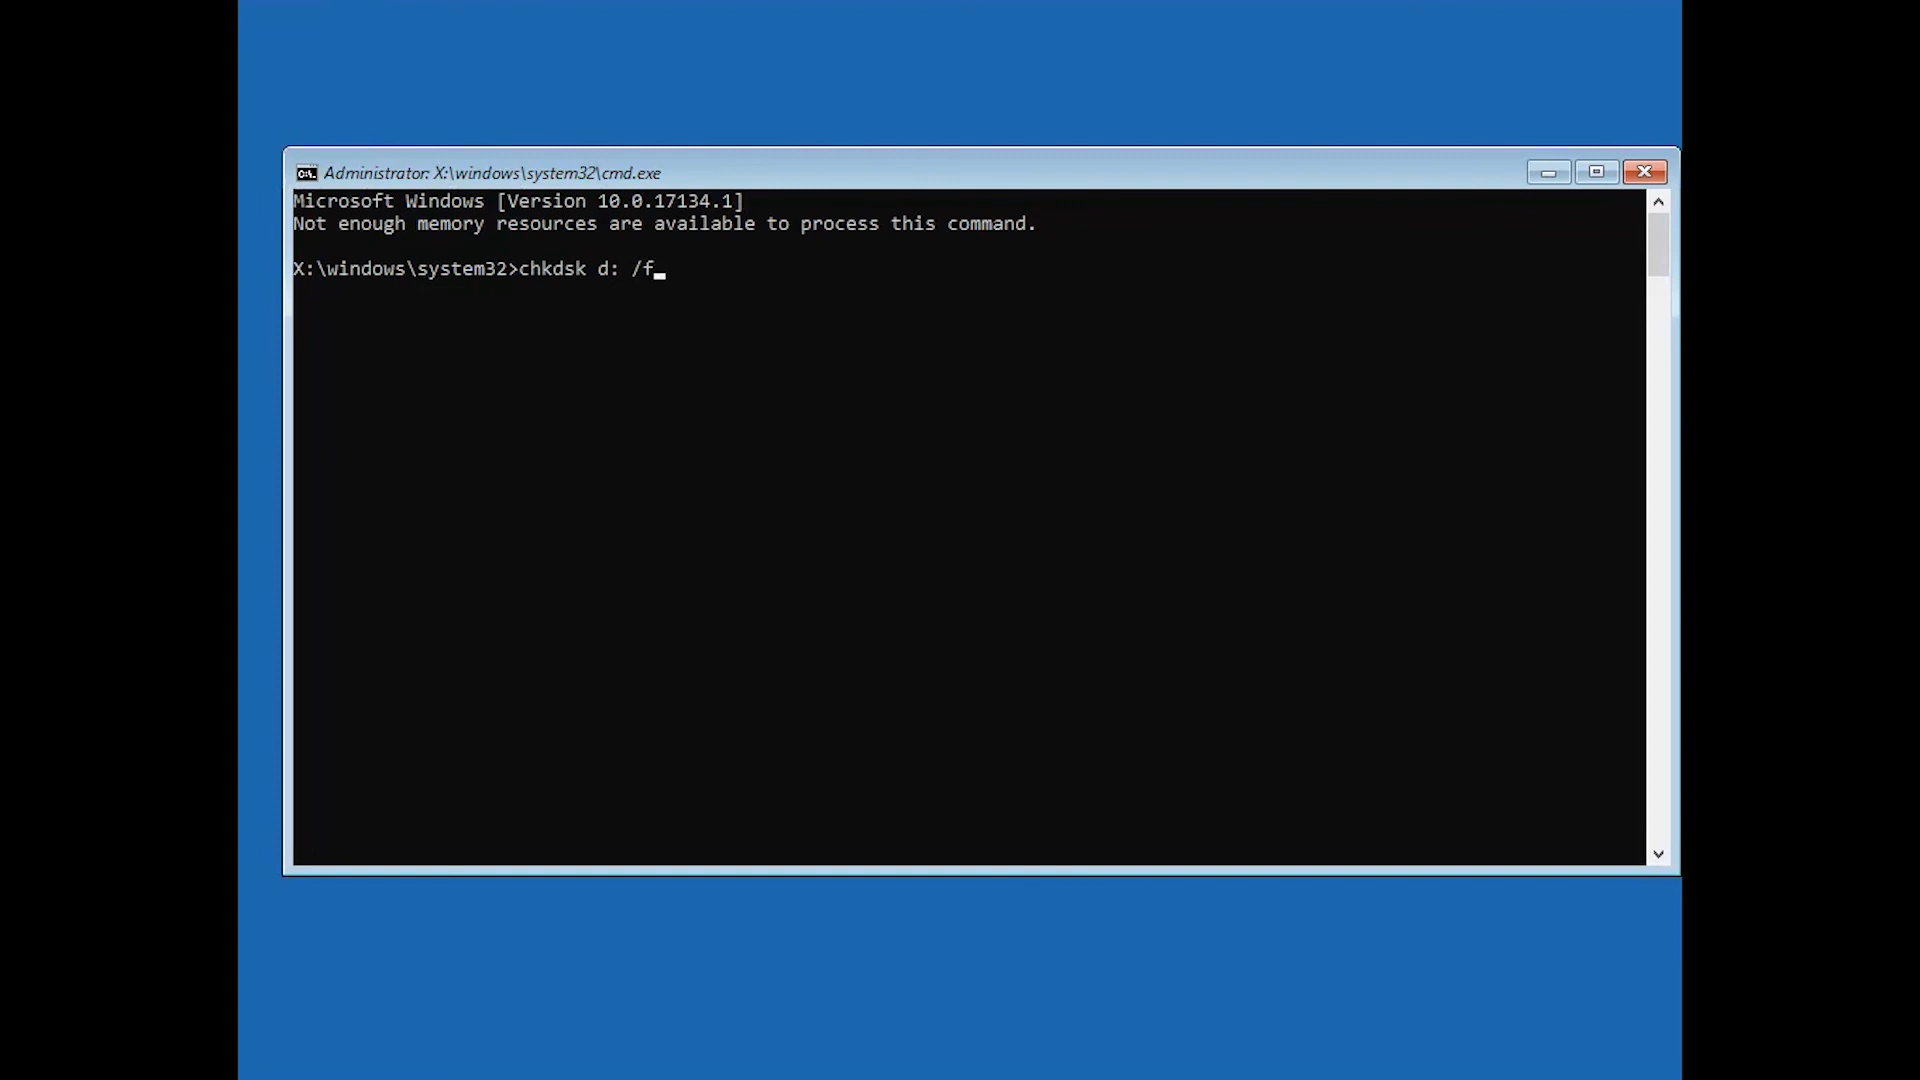 Administrator: X:\windows\system32\cmd.exe
Microsoft Windows [Version 10.0.17134.1]
Not enough memory resources are available to process this command.
X:\windows\system32>chkdsk d: /f_